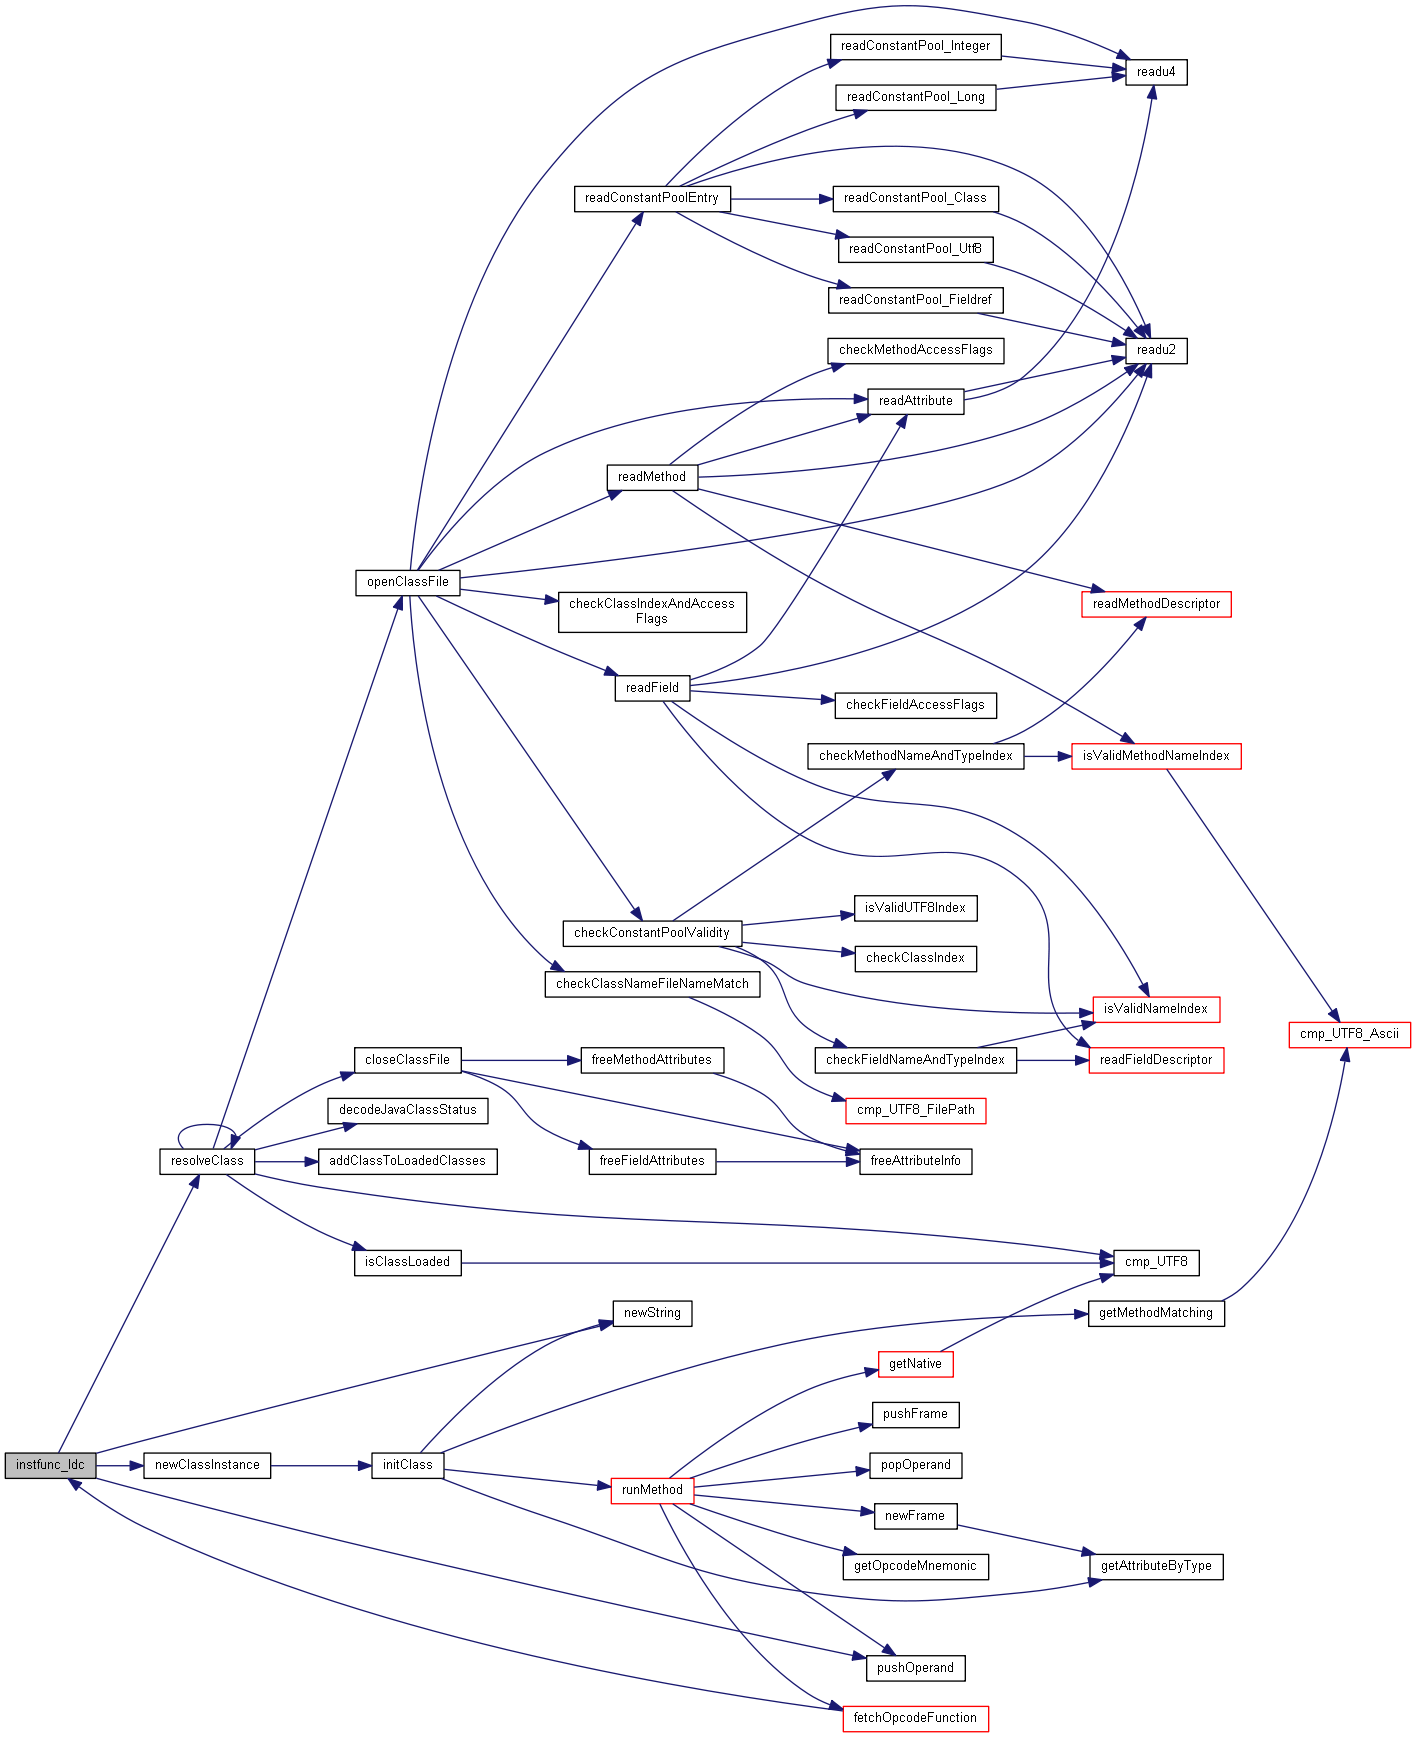 readConstantPool_Integer
readu4
readConstantPool_Long
readConstantPoolEntry
readConstantPool_Class
readConstantPool_Utf8
readConstantPool_Fieldref
checkMethodAccessFlags
readu2
readAttribute
readMethod
openClassFile
checkClassIndexAndAccess
Flags
readMethodDescriptor
readField
checkFieldAccessFlags
checkMethodNameAndTypeIndex
isValidMethodNameIndex
isValidUTF8Index
checkConstantPoolValidity
checkClassIndex
checkClassNameFileNameMatch
isValidNameIndex
cmp_UTF8_Ascii
closeClassFile
freeMethodAttributes
checkFieldNameAndTypeIndex
readFieldDescriptor
decodeJavaClassStatus
cmp_UTF8_FilePath
resolveClass
addClassToLoadedClasses
freeFieldAttributes
freeAttributeInfo
isClassLoaded
cmp_UTF8
newString
getMethodMatching
getNative
pushFrame
instfunc_ldc
newClassInstance
initClass
popOperand
runMethod
newFrame
getOpcodeMnemonic
getAttributeByType
pushOperand
fetchOpcodeFunction